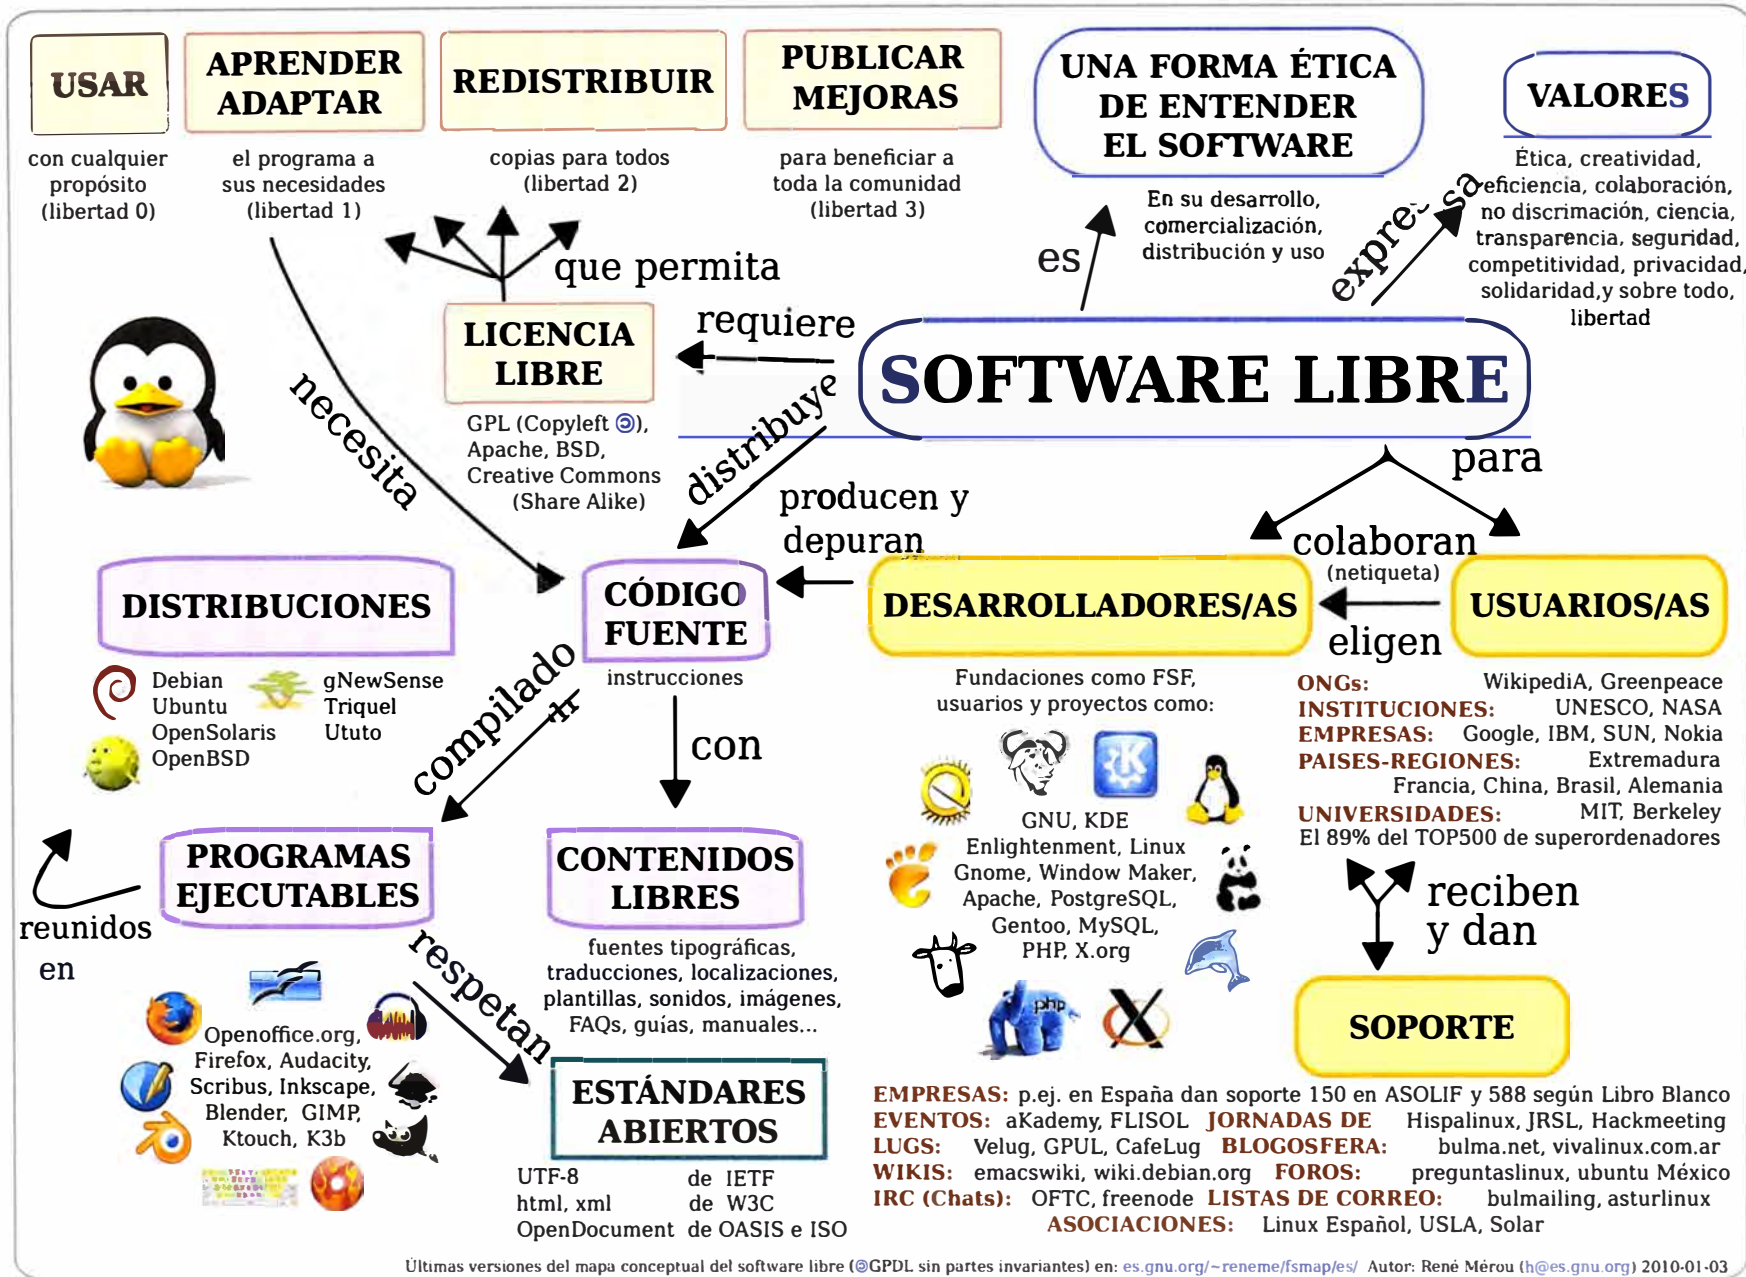 USAR
con cualquier
propósito
(libertad 0)
APRENDER
ADAPTAR
el programa a
sus necesidades
(libertad 1)
REDISTRIBUIR
copias para todos
(libertad 2)
PUBLICAR
MEJORAS
para beneficiar a
toda la comunidad
(libertad 3)
UNA FORMA ÉTICA
DE ENTENDER
EL SOFTWARE
En su desarrollo,
comercialización,
distribución y uso
VALORES
Ética, creatividad,
eficiencia, colaboración,
no discrimación, ciencia,
transparencia, seguridad,
competitividad, privacidad,
solidaridad,y sobre todo,
libertad
que permita
es
expresa
LICENCIA
LIBRE
GPL (Copyleft ),
Apache, BSD,
Creative Commons
(Share Alike)
requiere
SOFTWARE LIBRE
necesita
distribuye
para
producen y
depuran
colaboran
(netiqueta)
eligen
DISTRIBUCIONES
Debian
Ubuntu
OpenSolaris
OpenBSD
gNewSense
Triquel
Ututo
CÓDIGO
FUENTE
instrucciones
DESARROLLADORES/AS
Fundaciones como FSF,
usuarios y proyectos como:
GNU, KDE
Enlightenment, Linux
Gnome, Window Maker,
Apache, PostgreSQL,
Gentoo, MySQL,
PHP, X.org
php
USUARIOS/AS
ONGs: WikipediA, Greenpeace
INSTITUCIONES: UNESCO, NASA
EMPRESAS: Google, IBM, SUN, Nokia
PAISES-REGIONES: Extremadura
Francia, China, Brasil, Alemania
UNIVERSIDADES: MIT, Berkeley
El 89% del TOP500 de superordenadores
compilado
con
reciben
y dan
PROGRAMAS
EJECUTABLES
reunidos
en
Openoffice.org,
Firefox, Audacity,
Scribus, Inkscape,
Blender, GIMP,
Ktouch, K3b
respetan
CONTENIDOS
LIBRES
fuentes tipográficas,
traducciones, localizaciones,
plantillas, sonidos, imágenes,
FAQs, guías, manuales...
ESTÁNDARES
ABIERTOS
UTF-8 de IETF
html, xml de W3C
OpenDocument de OASIS e ISO
SOPORTE
EMPRESAS: p.ej. en España dan soporte 150 en ASOLIF y 588 según Libro Blanco
EVENTOS: aKademy, FLISOL JORNADAS DE Hispalinux, JRSL, Hackmeeting
LUGS: Velug, GPUL, CafeLug BLOGOSFERA: bulma.net, vivalinux.com.ar
WIKIS: emacswiki, wiki.debian.org FOROS: preguntaslinux, ubuntu México
IRC (Chats): OFTC, freenode LISTAS DE CORREO: bulmailing, asturlinux
ASOCIACIONES: Linux Español, USLA, Solar
Últimas versiones del mapa conceptual del software libre (GPDL sin partes invariantes) en: es.gnu.org/~reneme/fsmap/es/ Autor: René Mérou (h@es.gnu.org) 2010-01-03